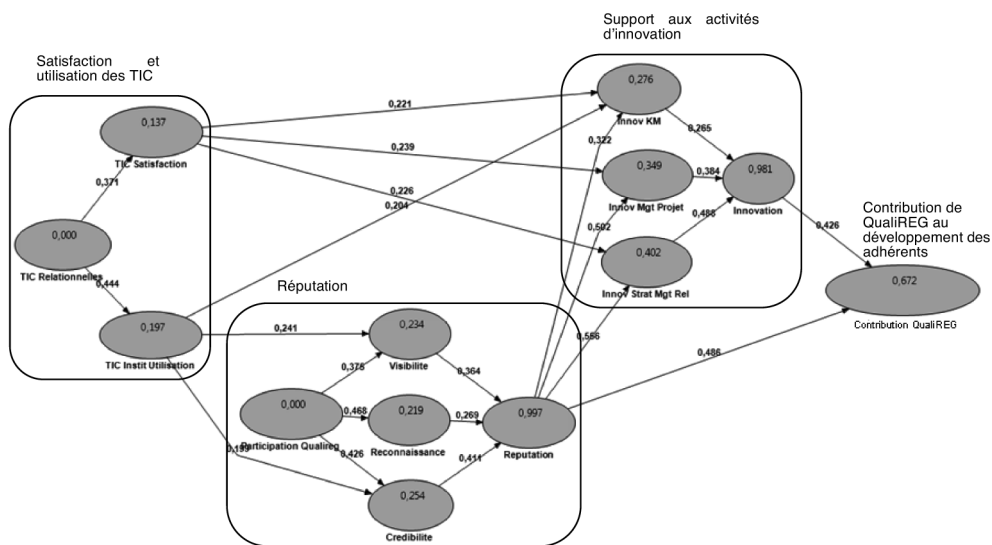 Support aux activités
d'innovation
Satisfaction et
utilisation des TIC
0,276
Innov KM
0,221
0,137
TIC Satisfaction
0,265
0,322
0,239
0,349
Innov Mgt Projet
0,384
0,981
Innovation
0,371
0,226
0,204
0,502
0,488
0,426
Contribution de
QualiREG au
développement des
adhérents
0,000
TIC Relationnelles
0,402
Innov Strat Mgt Rel
0,444
0,672
Contribution QualiREG
Réputation
0,197
TIC Instit Utilisation
0,241
0,234
Visibilite
0,556
0,486
0,375
0,364
0,000
Participation Qualireg
0,468
0,219
Reconnaissance
0,269
0,997
Reputation
0,199
0,426
0,411
0,254
Credibilite